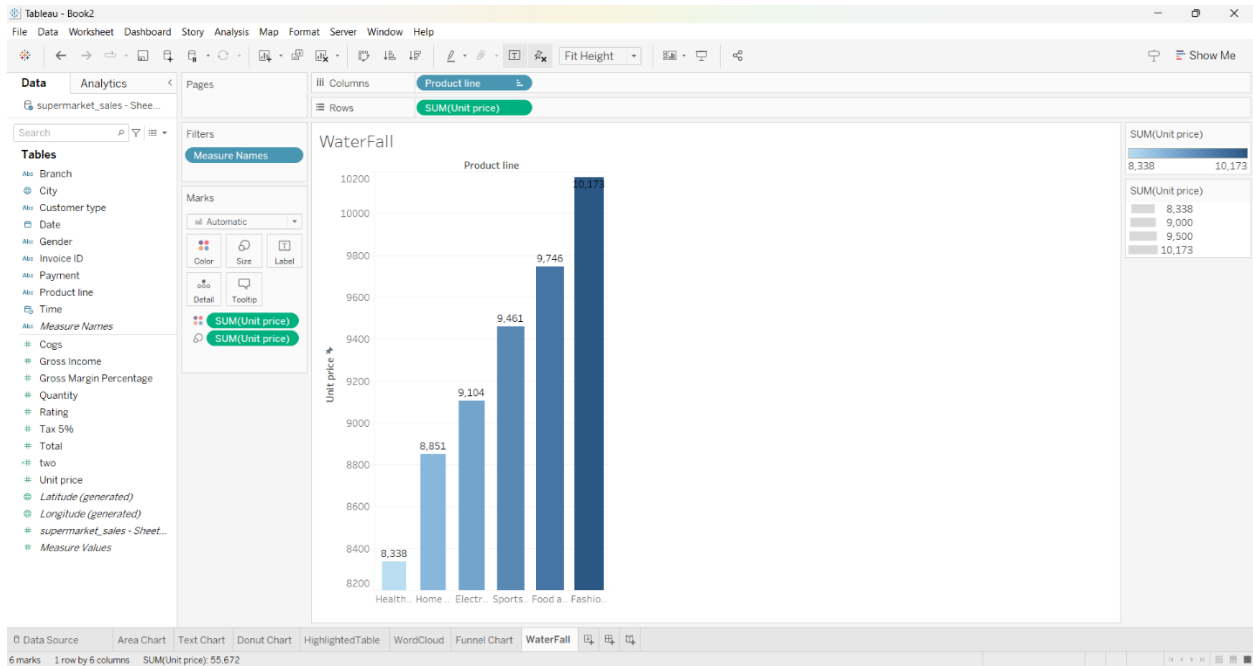 Tableau - Book2
File Data Worksheet Dashboard Story Analysis Map Format Server Window Help
Fit Height
Show Me
Data Analytics
Pages
Columns Product line
supermarket_sales - Shee...
Rows SUM(Unit price)
Search
Filters
Measure Names
WaterFall
SUM(Unit price)
8,338 10,173
SUM(Unit price)
8,338
9,000
9,500
10,173
Tables
Abc Branch
City
Abc Customer type
Date
Abc Gender
Abc Invoice ID
Abc Payment
Abc Product line
Time
Abc Measure Names
# Cogs
# Gross Income
# Gross Margin Percentage
# Quantity
# Rating
# Tax 5%
# Total
=# two
# Unit price
Latitude (generated)
Longitude (generated)
# supermarket_sales - Sheet...
# Measure Values
Marks
Automatic
Color Size Label
Detail Tooltip
SUM(Unit price)
SUM(Unit price)
Product line
10200
10000
9800
9600
9400
9200
9000
8800
8600
8400
8200
Unit price
8,338
8,851
9,104
9,461
9,746
10,173
Health.. Home .. Electr.. Sports.. Food a.. Fashio..
Data Source Area Chart Text Chart Donut Chart HighlightedTable WordCloud Funnel Chart WaterFall
6 marks 1 row by 6 columns SUM(Unit price): 55,672